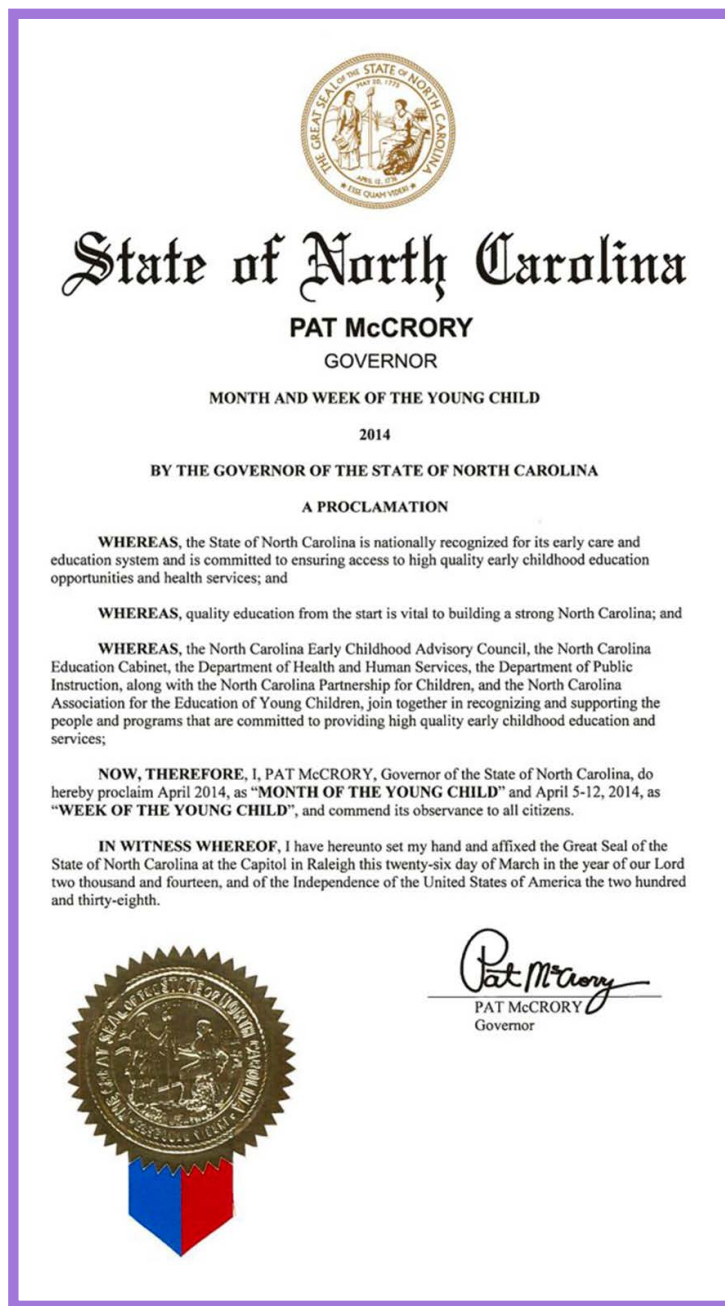 THE GREAT SEAL OF THE STATE OF NORTH CAROLINA
MAY 20, 1775
APRIL 12, 1776
ESSE QUAM VIDERI
State of North Carolina
PAT McCRORY
GOVERNOR
MONTH AND WEEK OF THE YOUNG CHILD
2014
BY THE GOVERNOR OF THE STATE OF NORTH CAROLINA
A PROCLAMATION
WHEREAS, the State of North Carolina is nationally recognized for its early care and
education system and is committed to ensuring access to high quality early childhood education
opportunities and health services; and
WHEREAS, quality education from the start is vital to building a strong North Carolina; and
WHEREAS, the North Carolina Early Childhood Advisory Council, the North Carolina
Education Cabinet, the Department of Health and Human Services, the Department of Public
Instruction, along with the North Carolina Partnership for Children, and the North Carolina
Association for the Education of Young Children, join together in recognizing and supporting the
people and programs that are committed to providing high quality early childhood education and
services;
NOW, THEREFORE, I, PAT McCRORY, Governor of the State of North Carolina, do
hereby proclaim April 2014, as “MONTH OF THE YOUNG CHILD” and April 5-12, 2014, as
“WEEK OF THE YOUNG CHILD”, and commend its observance to all citizens.
IN WITNESS WHEREOF, I have hereunto set my hand and affixed the Great Seal of the
State of North Carolina at the Capitol in Raleigh this twenty-six day of March in the year of our Lord
two thousand and fourteen, and of the Independence of the United States of America the two hundred
and thirty-eighth.
Pat McCrory
PAT McCRORY
Governor
THE GREAT SEAL OF THE STATE OF NORTH CAROLINA